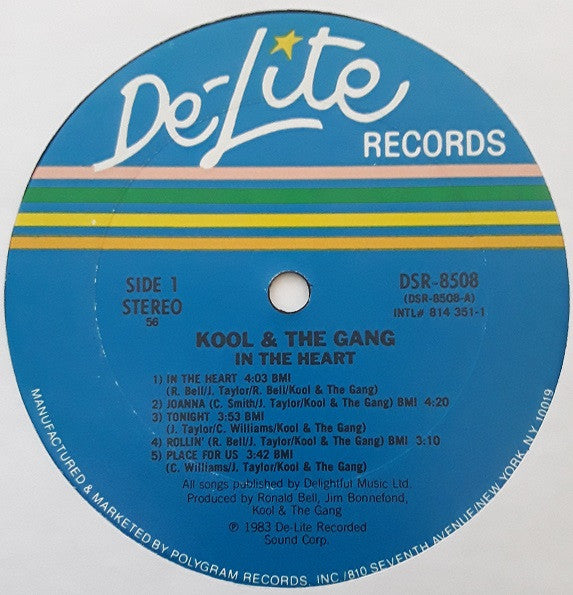 De-Lite
RECORDS
SIDE 1
STEREO
56
DSR-8508
(DSR-8508-A)
INTL# 814 351-1
KOOL & THE GANG
IN THE HEART
1) IN THE HEART 4:03 BMI
(R. Bell/J. Taylor/R. Bell/Kool & The Gang)
2) JOANNA (C. Smith/J. Taylor/Kool & The Gang) BMI 4:20
3) TONIGHT 3:53 BMI
(J. Taylor/C. Williams/Kool & The Gang)
4) ROLLIN' (R. Bell/J. Taylor/Kool & The Gang) BMI 3:10
5) PLACE FOR US 3:42 BMI
(C. Williams/J. Taylor/Kool & The Gang)
All songs published by Delightful Music Ltd.
Produced by Ronald Bell, Jim Bonnefond,
Kool & The Gang
℗ 1983 De-Lite Recorded
Sound Corp.
MANUFACTURED & MARKETED BY POLYGRAM RECORDS, INC./810 SEVENTH AVENUE/NEW YORK, N.Y. 10019